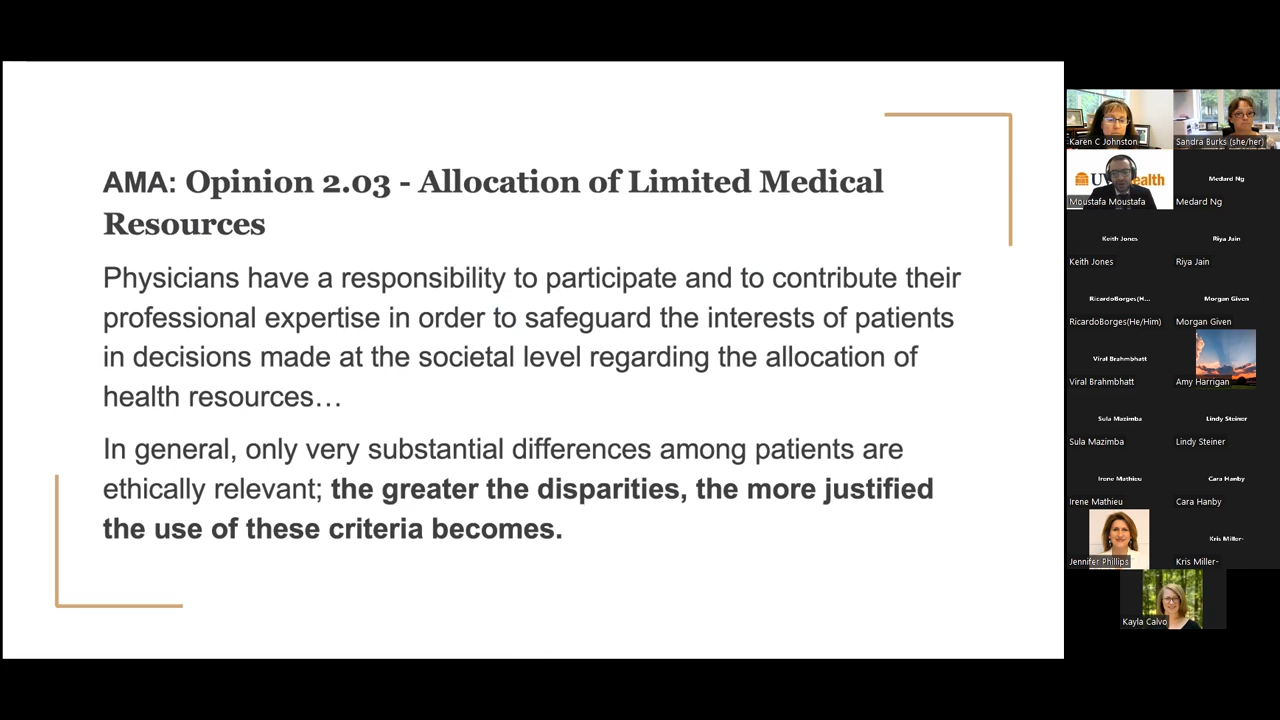 AMA: Opinion 2.03 - Allocation of Limited Medical
Resources
Physicians have a responsibility to participate and to contribute their
professional expertise in order to safeguard the interests of patients
in decisions made at the societal level regarding the allocation of
health resources…
In general, only very substantial differences among patients are
ethically relevant; the greater the disparities, the more justified
the use of these criteria becomes.
Karen C Johnston
Sandra Burks (she/her)
Moustafa Moustafa
Medard Ng
Medard Ng
Keith Jones
Keith Jones
Riya Jain
Riya Jain
RicardoBorges(H...
RicardoBorges(He/Him)
Morgan Given
Morgan Given
Viral Brahmbhatt
Viral Brahmbhatt
Amy Harrigan
Sula Mazimba
Sula Mazimba
Lindy Steiner
Lindy Steiner
Irene Mathieu
Irene Mathieu
Cara Hanby
Cara Hanby
Jennifer Phillips
Kris Miller-
Kris Miller-
Kayla Calvo